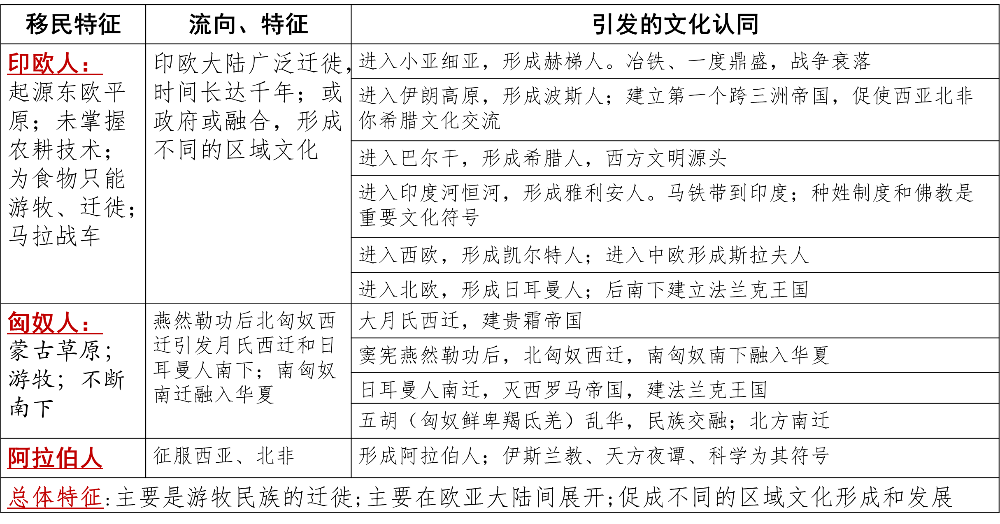 移民特征
流向、特征
引发的文化认同
印欧人：
起源东欧平
原；未掌握
农耕技术；
为食物只能
游牧、迁徙；
马拉战车
印欧大陆广泛迁徙，
时间长达千年；或
政府或融合，形成
不同的区域文化
进入小亚细亚，形成赫梯人。冶铁、一度鼎盛，战争衰落
进入伊朗高原，形成波斯人；建立第一个跨三洲帝国，促使西亚北非
你希腊文化交流
进入巴尔干，形成希腊人，西方文明源头
进入印度河恒河，形成雅利安人。马铁带到印度；种姓制度和佛教是
重要文化符号
进入西欧，形成凯尔特人；进入中欧形成斯拉夫人
进入北欧，形成日耳曼人；后南下建立法兰克王国
匈奴人：
蒙古草原；
游牧；不断
南下
燕然勒功后北匈奴西
迁引发月氏西迁和日
耳曼人南下；南匈奴
南迁融入华夏
大月氏西迁，建贵霜帝国
窦宪燕然勒功后，北匈奴西迁，南匈奴南下融入华夏
日耳曼人南迁，灭西罗马帝国，建法兰克王国
五胡（匈奴鲜卑羯氐羌）乱华，民族交融；北方南迁
阿拉伯人
征服西亚、北非
形成阿拉伯人；伊斯兰教、天方夜谭、科学为其符号
总体特征:主要是游牧民族的迁徙;主要在欧亚大陆间展开;促成不同的区域文化形成和发展